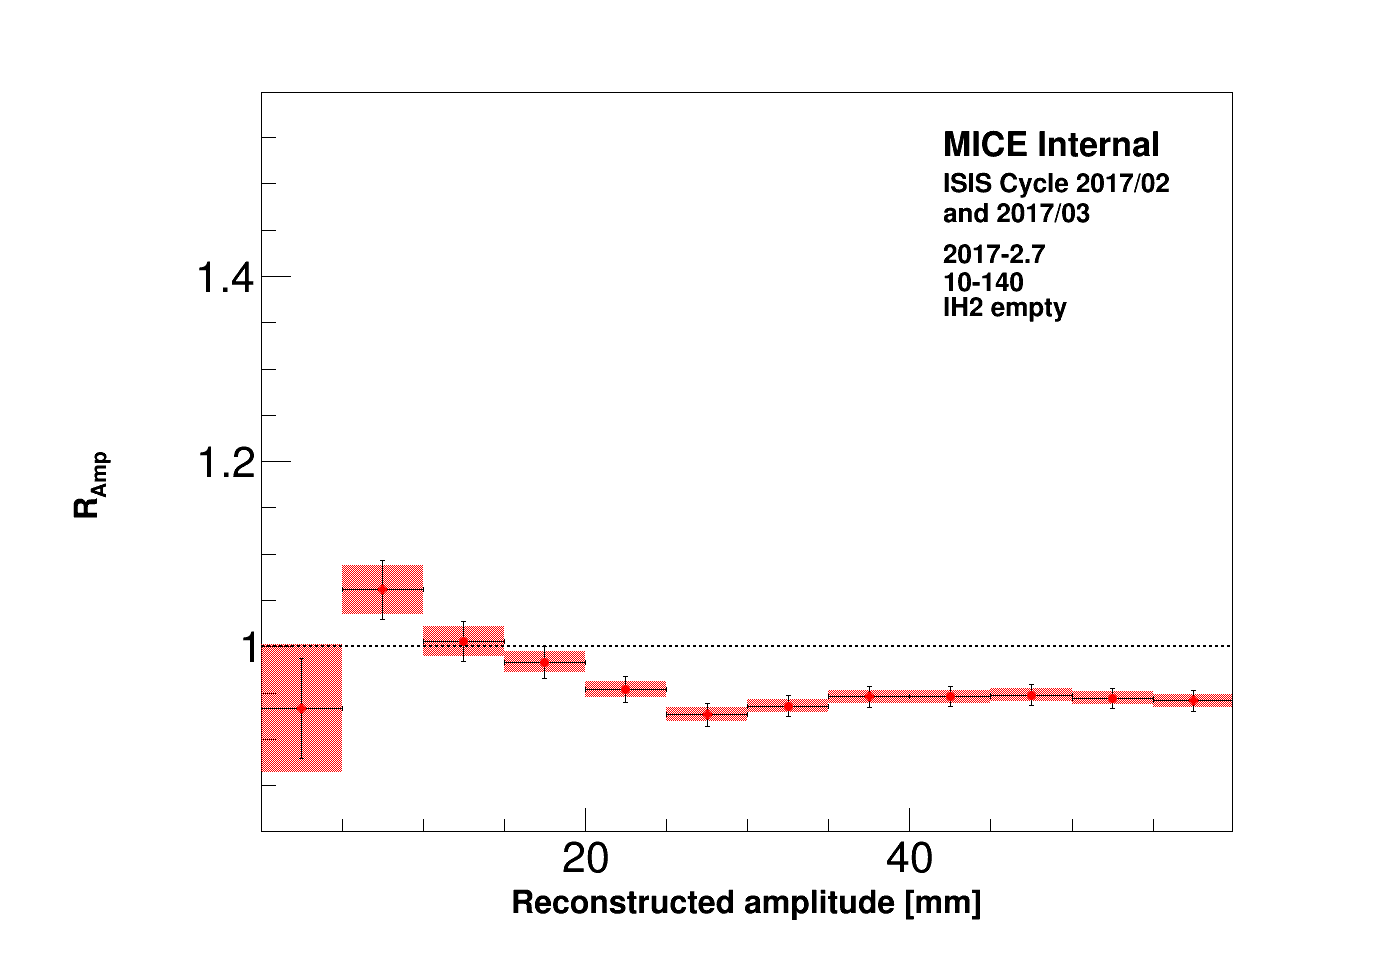 MICE Internal
ISIS Cycle 2017/02
and 2017/03
2017-2.7
10-140
lH2 empty
1.4
1.2
1
R_Amp
20
40
Reconstructed amplitude [mm]